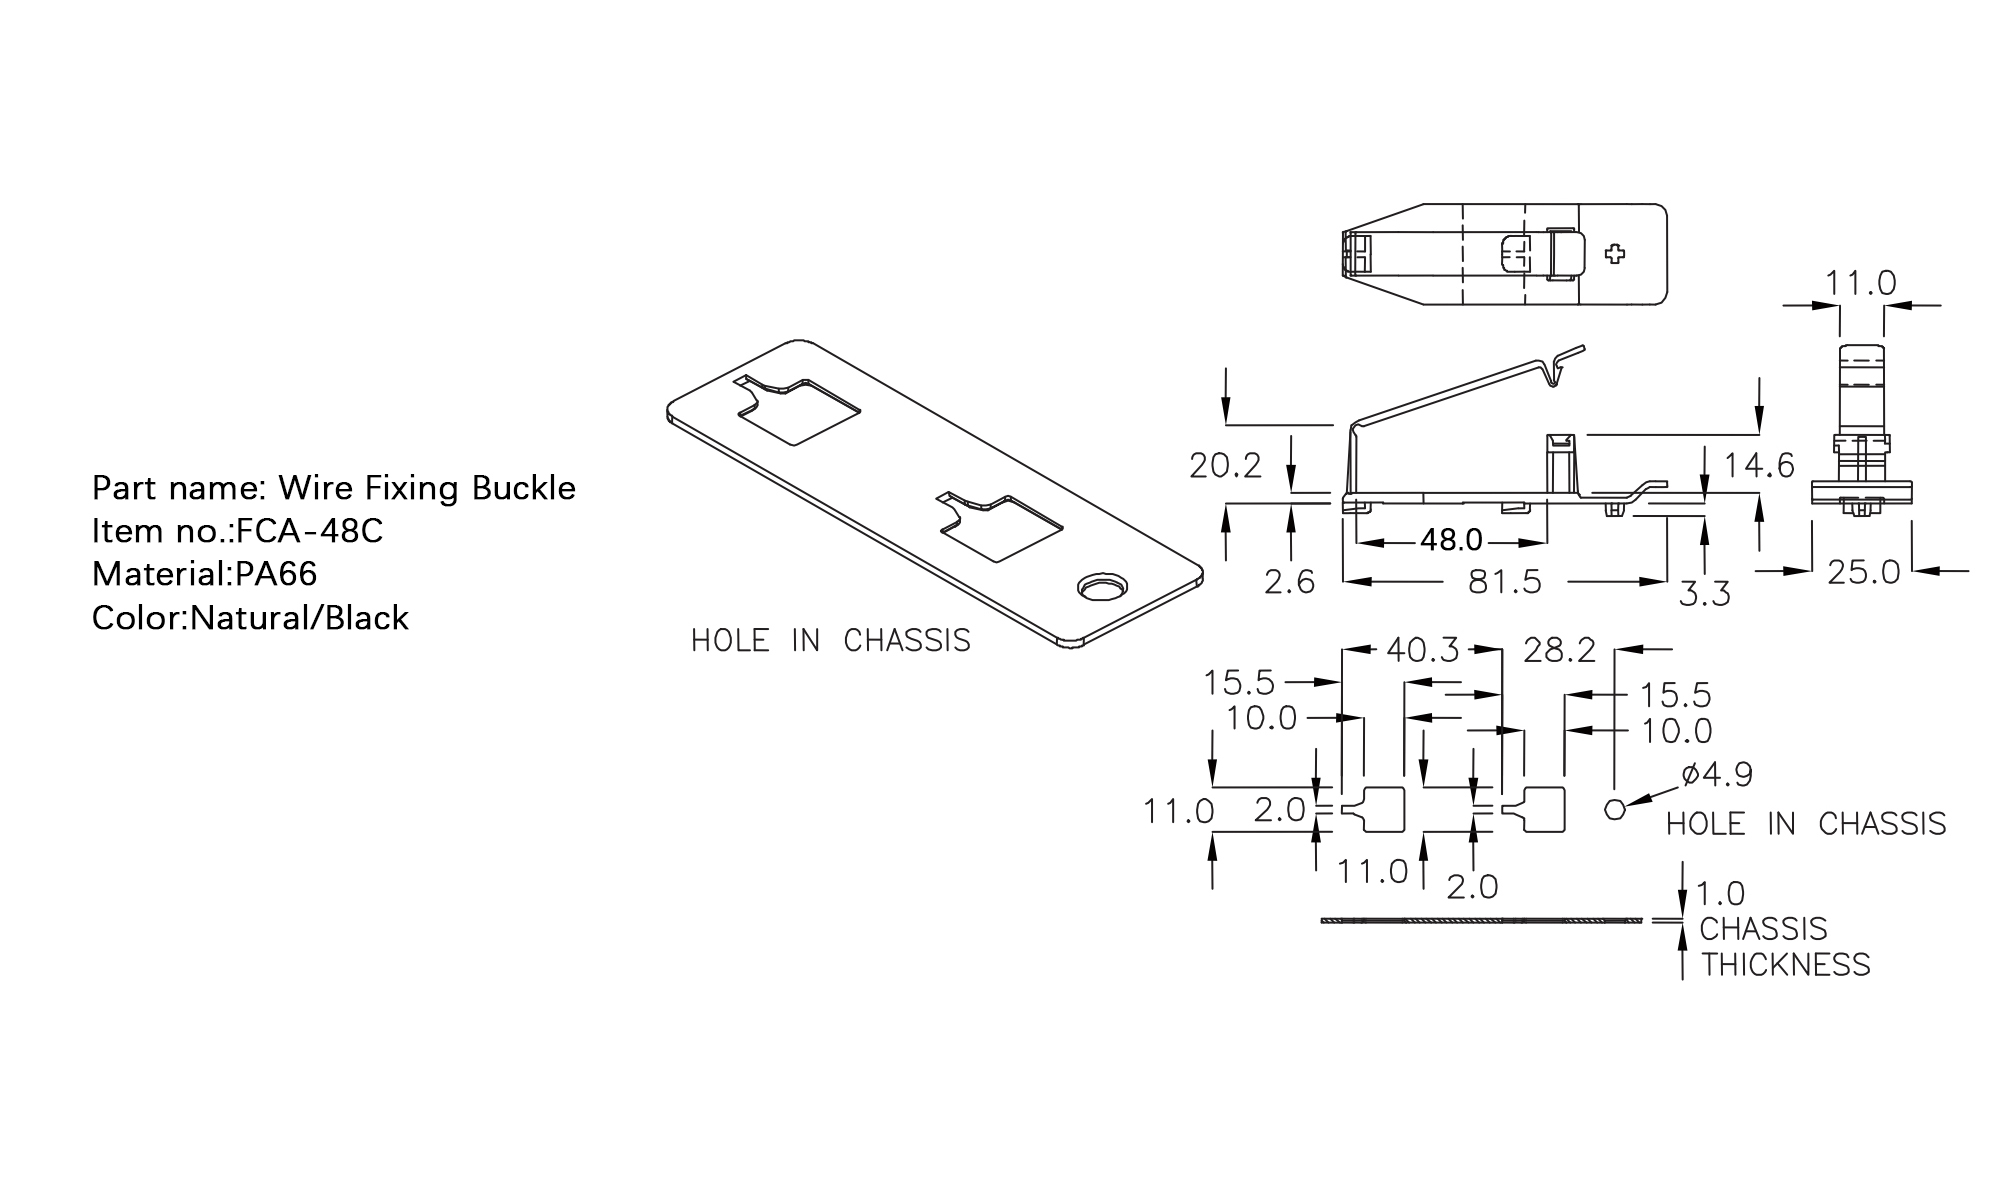 Part name: Wire Fixing Buckle
Item no.:FCA-48C
Material:PA66
Color:Natural/Black
HOLE IN CHASSIS
11.0
20.2
14.6
48.0
2.6
81.5
3.3
25.0
40.3
28.2
15.5
15.5
10.0
10.0
ø4.9
11.0
2.0
HOLE IN CHASSIS
11.0
2.0
1.0
CHASSIS
THICKNESS